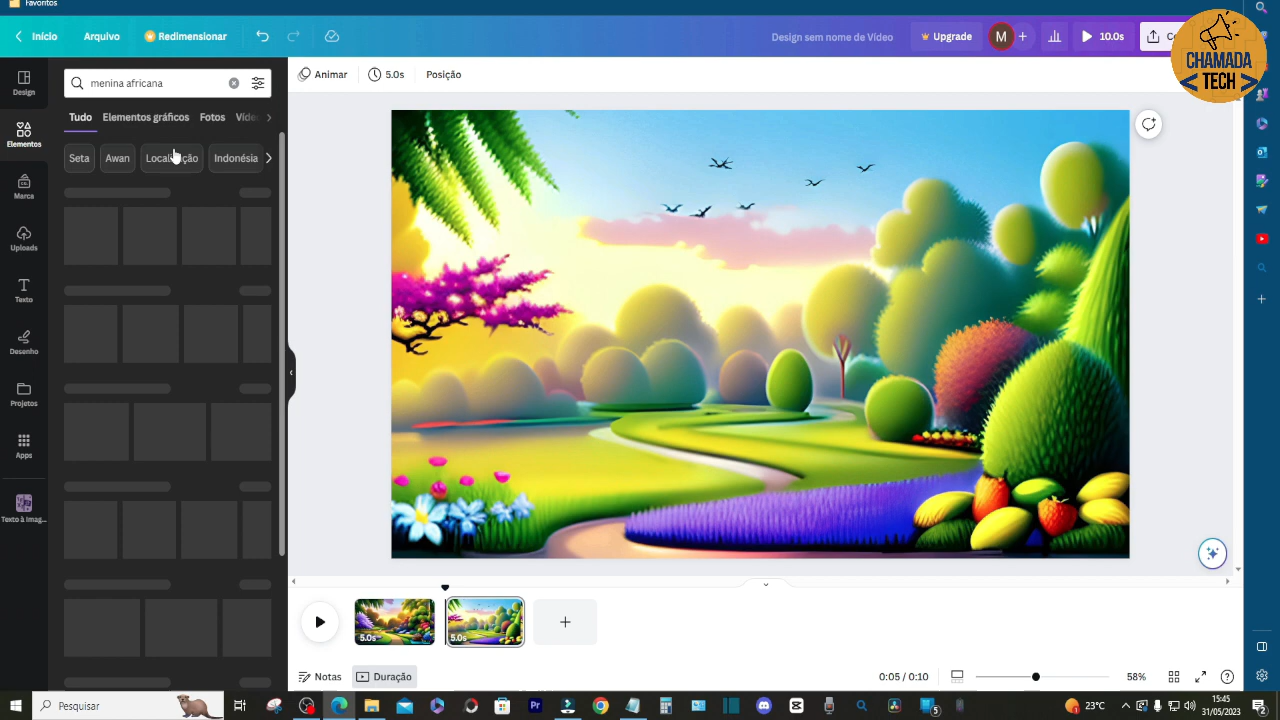 Favoritos
Início
Arquivo
Redimensionar
Design sem nome de Vídeo
Upgrade
M
10.0s
CHAMADA
TECH
Design
menina africana
Animar
5.0s
Posição
Tudo
Elementos gráficos
Fotos
Elementos
Seta
Awan
Localização
Indonésia
Marca
Uploads
Texto
Desenho
Projetos
Apps
Texto à Imag...
5.0s
5.0s
Notas
Duração
0:05 / 0:10
58%
Pesquisar
23°C
15:45
31/05/2023